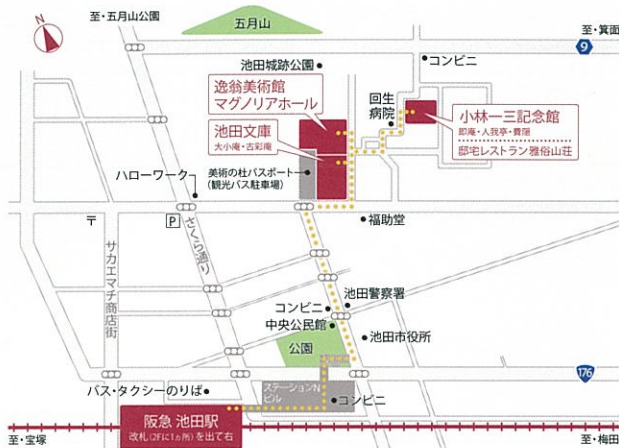 至・五月山公園
五月山
至・箕面
9
N
池田城跡公園
コンビニ
逸翁美術館
マグノリアホール
回生
病院
小林一三記念館
即庵・人我亭・費隠
邸宅レストラン 雅俗山荘
池田文庫
大小庵・古彩庵
美術の杜バスポート
(観光バス駐車場)
ハローワーク
〒
P
福助堂
サカエマチ商店街
さくら通り
池田警察署
コンビニ
中央公民館
池田市役所
公園
176
バス・タクシーのりば
ステーションN
ビル
コンビニ
阪急 池田駅
改札(2Fに1ヵ所)を出て右
至・宝塚
至・梅田